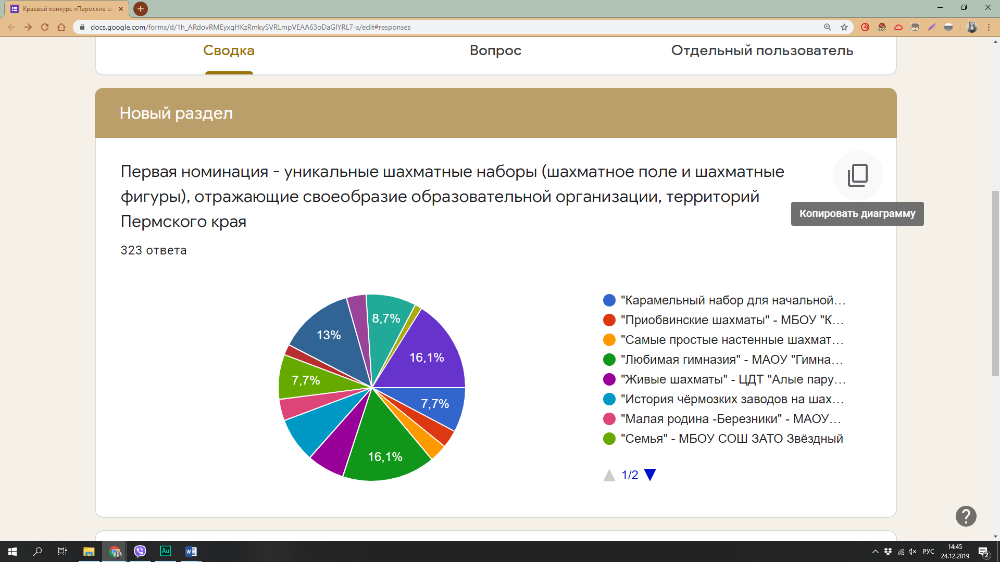 Краевой конкурс «Пермские ш
docs.google.com/forms/d/1h_ARdovRMEyxgHKzRmkySVRLmpVEAA63oDaGIYRL7-s/edit#responses
Сводка
Вопрос
Отдельный пользователь
Новый раздел
Первая номинация - уникальные шахматные наборы (шахматное поле и шахматные
фигуры), отражающие своеобразие образовательной организации, территорий
Пермского края
Копировать диаграмму
323 ответа
8,7%
13%
16,1%
7,7%
7,7%
16,1%
"Карамельный набор для начальной…
"Приобвинские шахматы" - МБОУ "К…
"Самые простые настенные шахмат…
"Любимая гимназия" - МАОУ "Гимна…
"Живые шахматы" - ЦДТ "Алые пару…
"История чёрмозких заводов на шах…
"Малая родина -Березники" - МАОУ…
"Семья" - МБОУ СОШ ЗАТО Звёздный
1/2
?
Au
W
РУС
14:45
24.12.2019
2